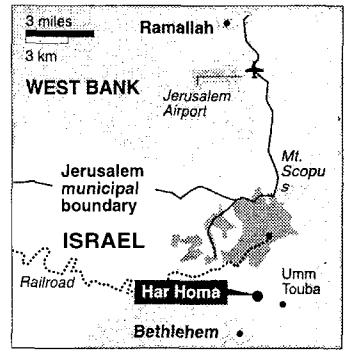 3 miles
3 km
Ramallah
WEST BANK
Jerusalem
Airport
Mt.
Scopu
s
Jerusalem
municipal
boundary
ISRAEL
Railroad
Har Homa
Umm
Touba
Bethlehem